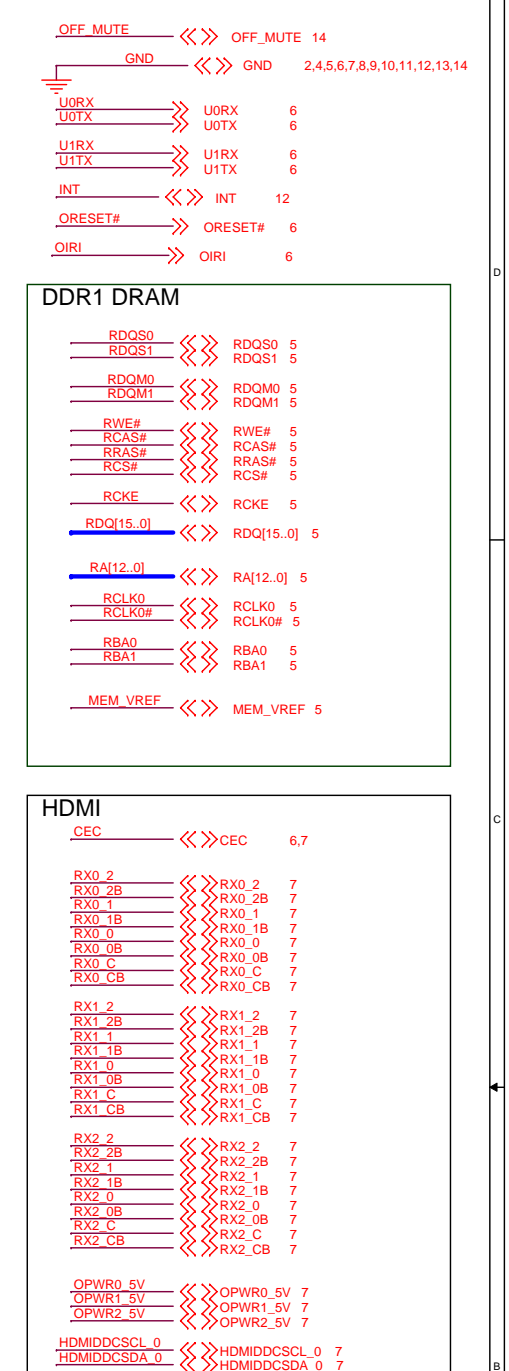 OFF_MUTE OFF_MUTE 14
GND GND 2,4,5,6,7,8,9,10,11,12,13,14
U0RX U0RX 6
U0TX U0TX 6
U1RX U1RX 6
U1TX U1TX 6
INT INT 12
ORESET# ORESET# 6
OIRI OIRI 6
D
DDR1 DRAM
RDQS0 RDQS0 5
RDQS1 RDQS1 5
RDQM0 RDQM0 5
RDQM1 RDQM1 5
RWE# RWE# 5
RCAS# RCAS# 5
RRAS# RRAS# 5
RCS# RCS# 5
RCKE RCKE 5
RDQ[15..0] RDQ[15..0] 5
RA[12..0] RA[12..0] 5
RCLK0 RCLK0 5
RCLK0# RCLK0# 5
RBA0 RBA0 5
RBA1 RBA1 5
MEM_VREF MEM_VREF 5
HDMI
C
CEC CEC 6,7
RX0_2 RX0_2 7
RX0_2B RX0_2B 7
RX0_1 RX0_1 7
RX0_1B RX0_1B 7
RX0_0 RX0_0 7
RX0_0B RX0_0B 7
RX0_C RX0_C 7
RX0_CB RX0_CB 7
RX1_2 RX1_2 7
RX1_2B RX1_2B 7
RX1_1 RX1_1 7
RX1_1B RX1_1B 7
RX1_0 RX1_0 7
RX1_0B RX1_0B 7
RX1_C RX1_C 7
RX1_CB RX1_CB 7
RX2_2 RX2_2 7
RX2_2B RX2_2B 7
RX2_1 RX2_1 7
RX2_1B RX2_1B 7
RX2_0 RX2_0 7
RX2_0B RX2_0B 7
RX2_C RX2_C 7
RX2_CB RX2_CB 7
OPWR0_5V OPWR0_5V 7
OPWR1_5V OPWR1_5V 7
OPWR2_5V OPWR2_5V 7
HDMIDDCSCL_0 HDMIDDCSCL_0 7
HDMIDDCSDA_0 HDMIDDCSDA_0 7
B